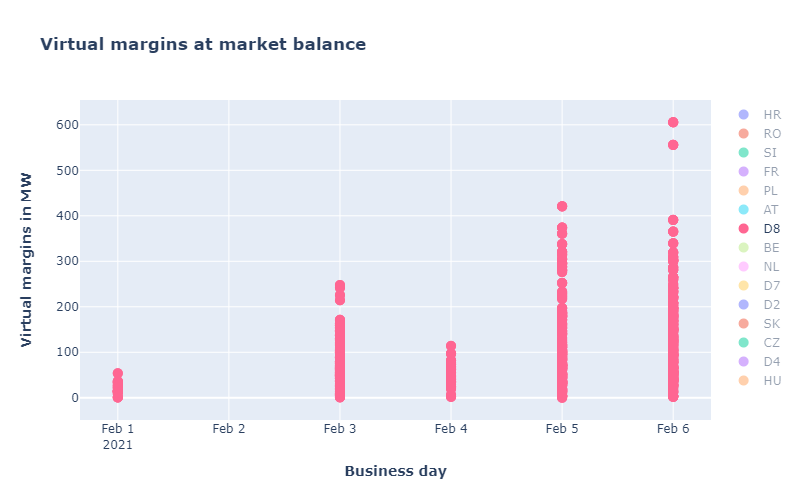 Virtual margins at market balance
Virtual margins in MW
600
500
400
300
200
100
0
Feb 1
2021
Feb 2
Feb 3
Feb 4
Feb 5
Feb 6
Business day
HR
RO
SI
FR
PL
AT
D8
BE
NL
D7
D2
SK
CZ
D4
HU